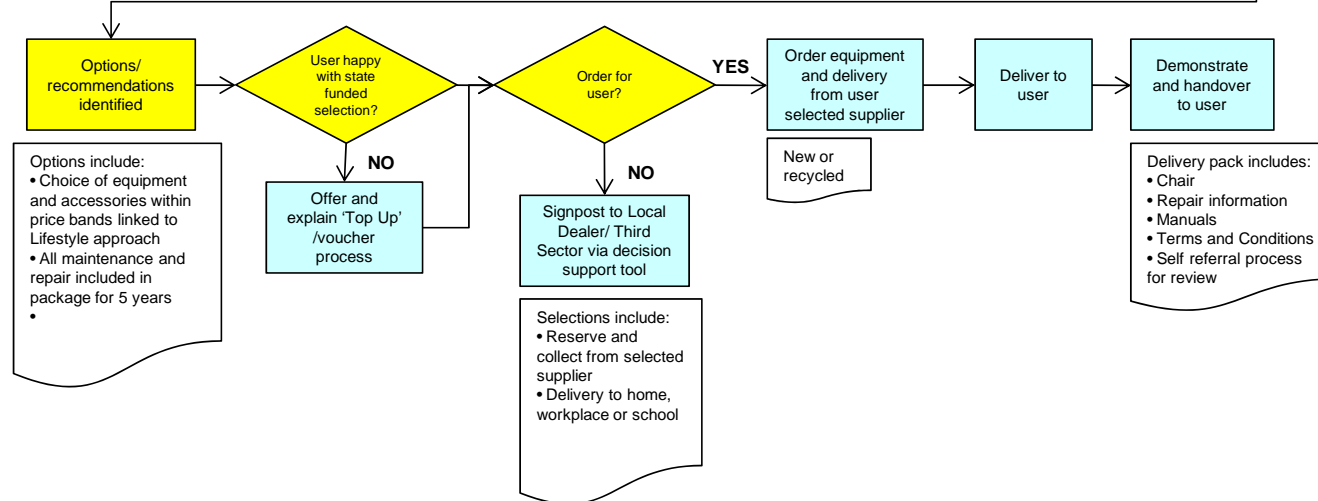 Options/
recommendations
identified
User happy
with state
funded
selection?
Order for
user?
YES
Order equipment
and delivery
from user
selected supplier
Deliver to
user
Demonstrate
and handover
to user
Options include:
• Choice of equipment
and accessories within
price bands linked to
Lifestyle approach
• All maintenance and
repair included in
package for 5 years
•
NO
Offer and
explain ‘Top Up’
/voucher
process
NO
Signpost to Local
Dealer/ Third
Sector via decision
support tool
New or
recycled
Delivery pack includes:
• Chair
• Repair information
• Manuals
• Terms and Conditions
• Self referral process
for review
Selections include:
• Reserve and
collect from selected
supplier
• Delivery to home,
workplace or school